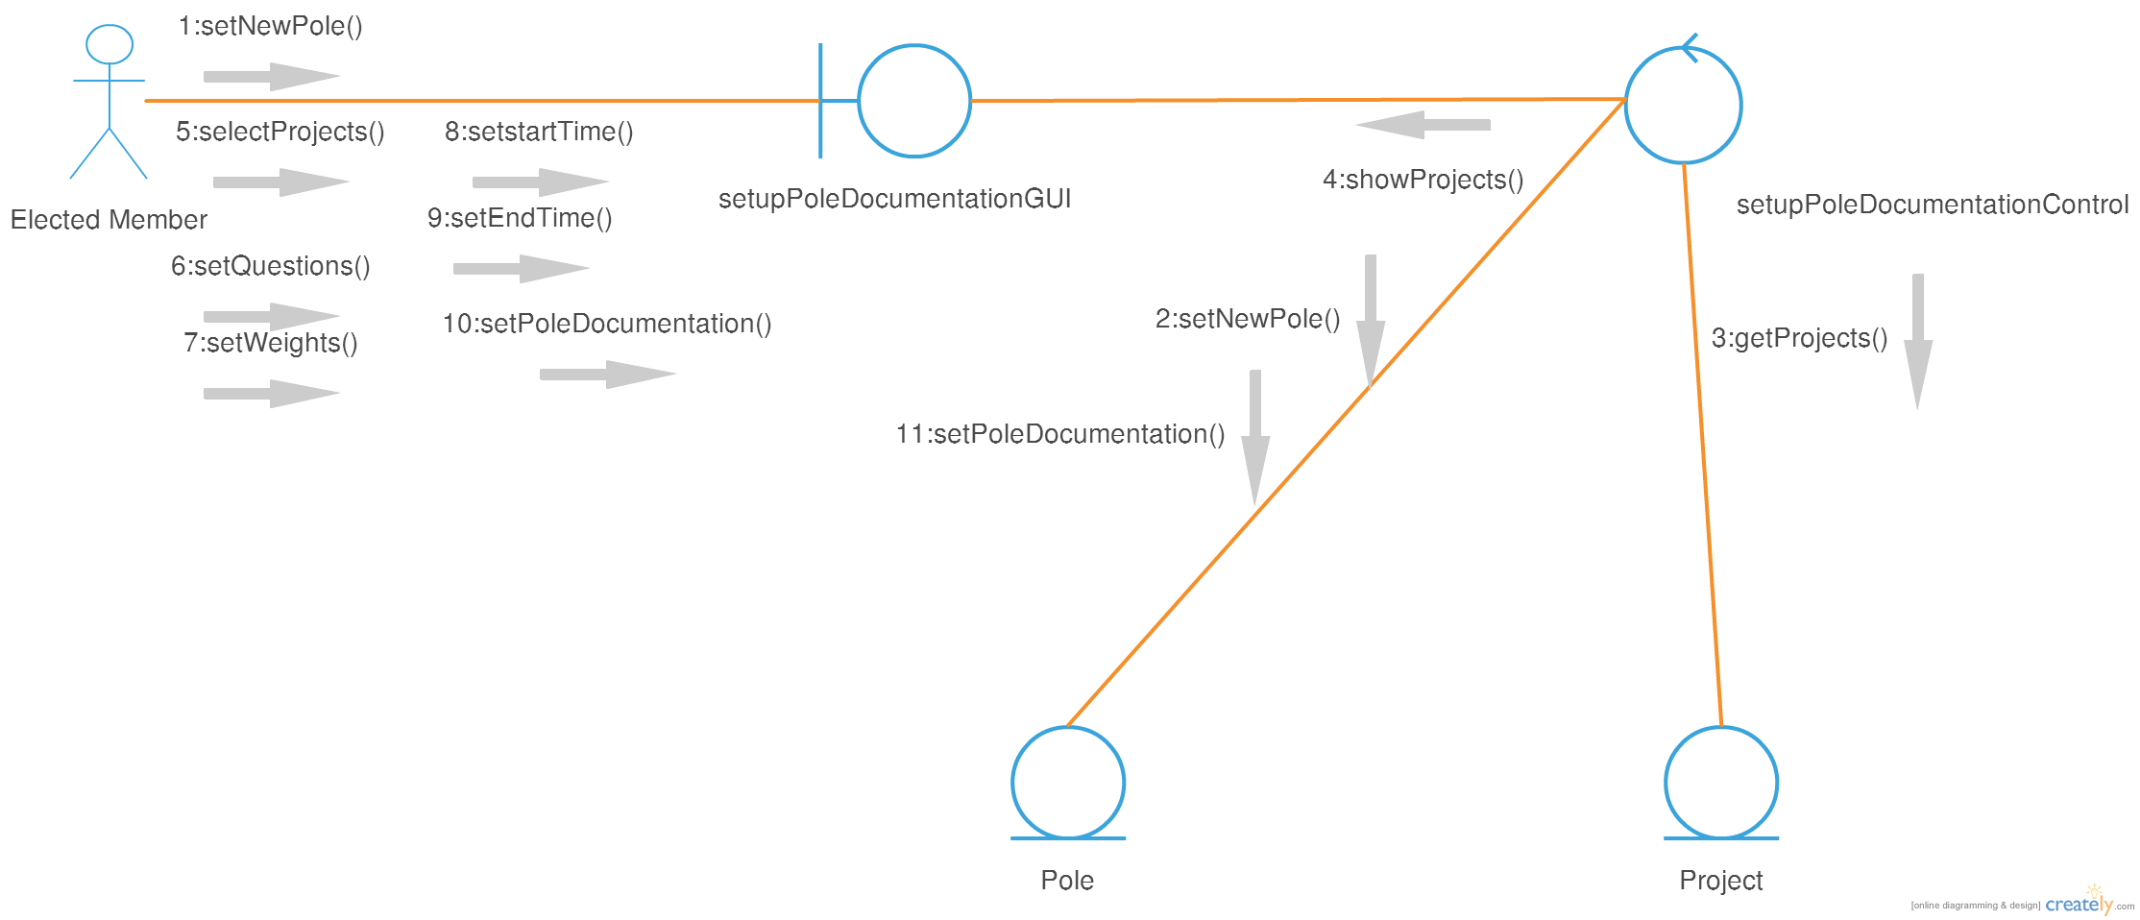 1:setNewPole()
5:selectProjects()
8:setstartTime()
4:showProjects()
setupPoleDocumentationGUI
setupPoleDocumentationControl
Elected Member
9:setEndTime()
6:setQuestions()
2:setNewPole()
10:setPoleDocumentation()
7:setWeights()
3:getProjects()
11:setPoleDocumentation()
Pole
Project
[online diagramming & design] creately.com